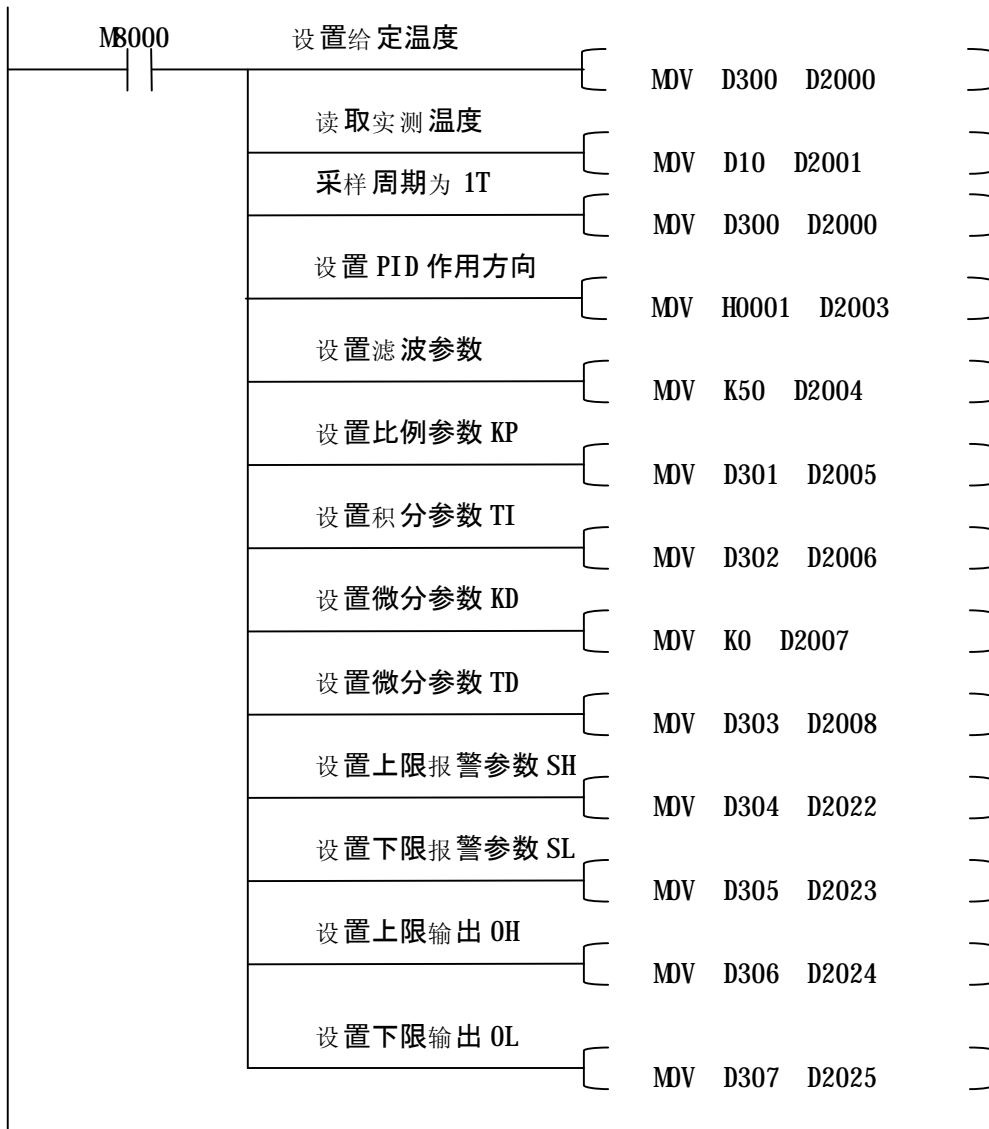 M8000
设置给定温度
MOV D300 D2000
读取实测温度
MOV D10 D2001
采样周期为 1T
MOV D300 D2000
设置 PID 作用方向
MOV H0001 D2003
设置滤波参数
MOV K50 D2004
设置比例参数 KP
MOV D301 D2005
设置积分参数 TI
MOV D302 D2006
设置微分参数 KD
MOV K0 D2007
设置微分参数 TD
MOV D303 D2008
设置上限报警参数 SH
MOV D304 D2022
设置下限报警参数 SL
MOV D305 D2023
设置上限输出 OH
MOV D306 D2024
设置下限输出 OL
MOV D307 D2025